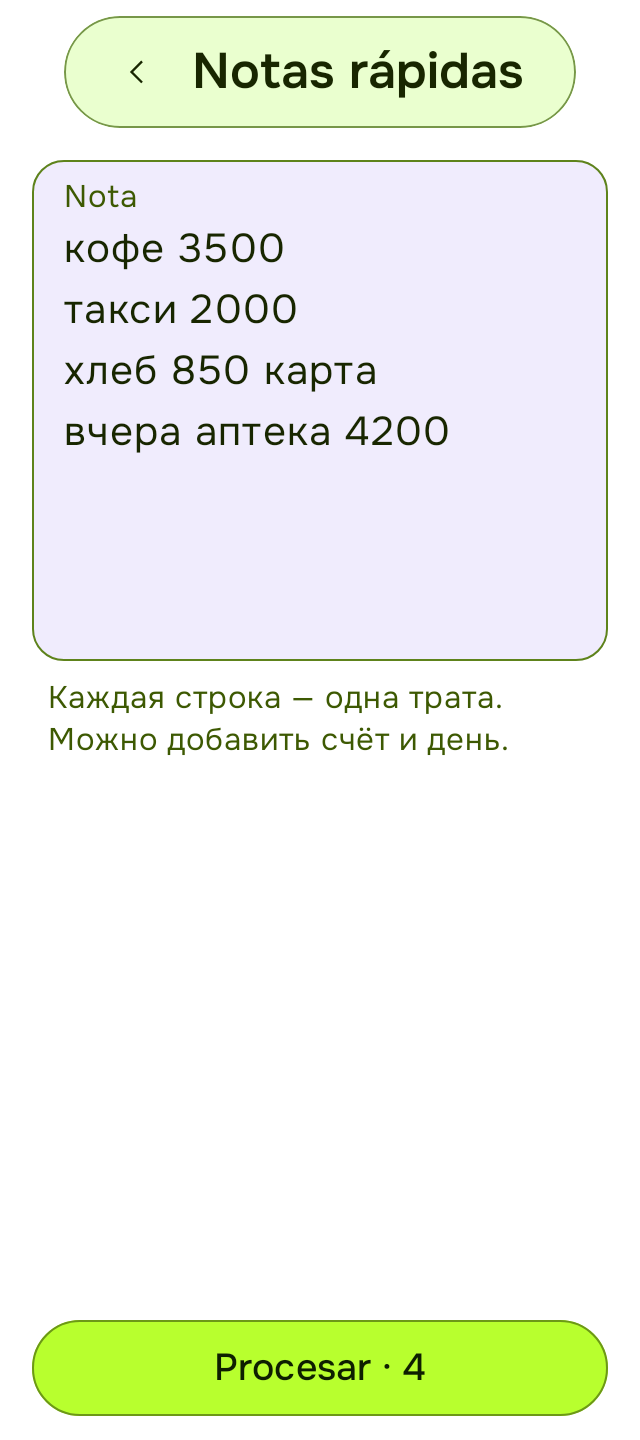 Notas rápidas
Nota
кофе 3500
такси 2000
хлеб 850 карта
вчера аптека 4200
Каждая строка — одна трата.
Можно добавить счёт и день.
Procesar · 4